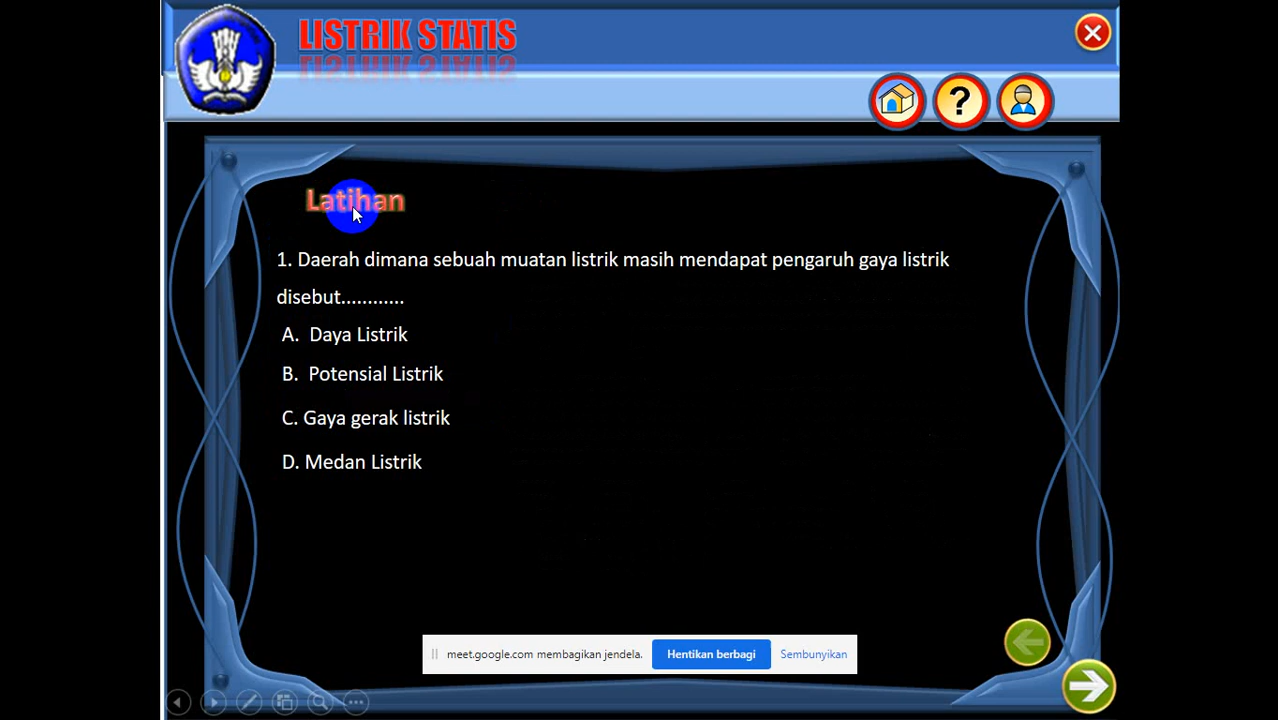 LISTRIK STATIS
?
Latihan
1. Daerah dimana sebuah muatan listrik masih mendapat pengaruh gaya listrik
disebut............
A. Daya Listrik
B. Potensial Listrik
C. Gaya gerak listrik
D. Medan Listrik
meet.google.com membagikan jendela. Hentikan berbagi Sembunyikan